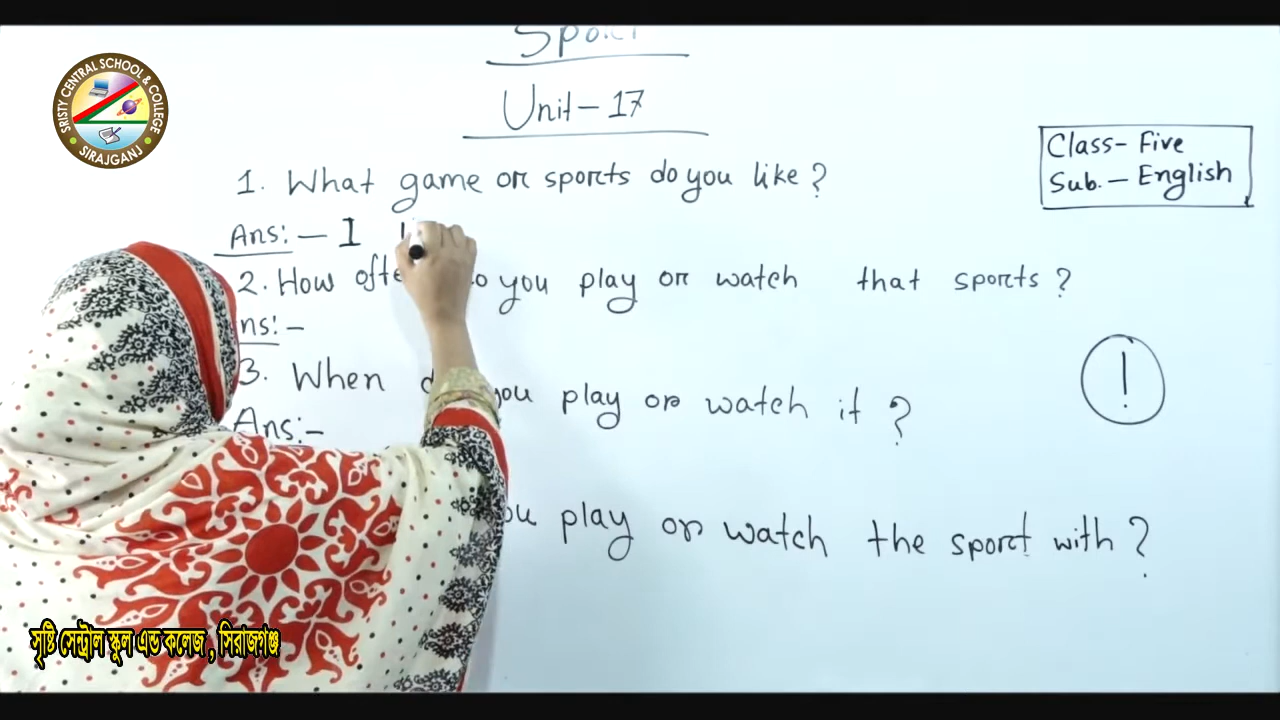 SRISTY CENTRAL SCHOOL & COLLEGE
SIRAJGANJ
Unit-17
Class- Five
Sub.- English
1. What game or sports do you like?
Ans:- I
2. How you play or watch that sports?
ns:-
3. When you play or watch it?
Ans:-
play or watch the sport with?
সৃষ্টি সেন্ট্রাল স্কুল এন্ড কলেজ, সিরাজগঞ্জ